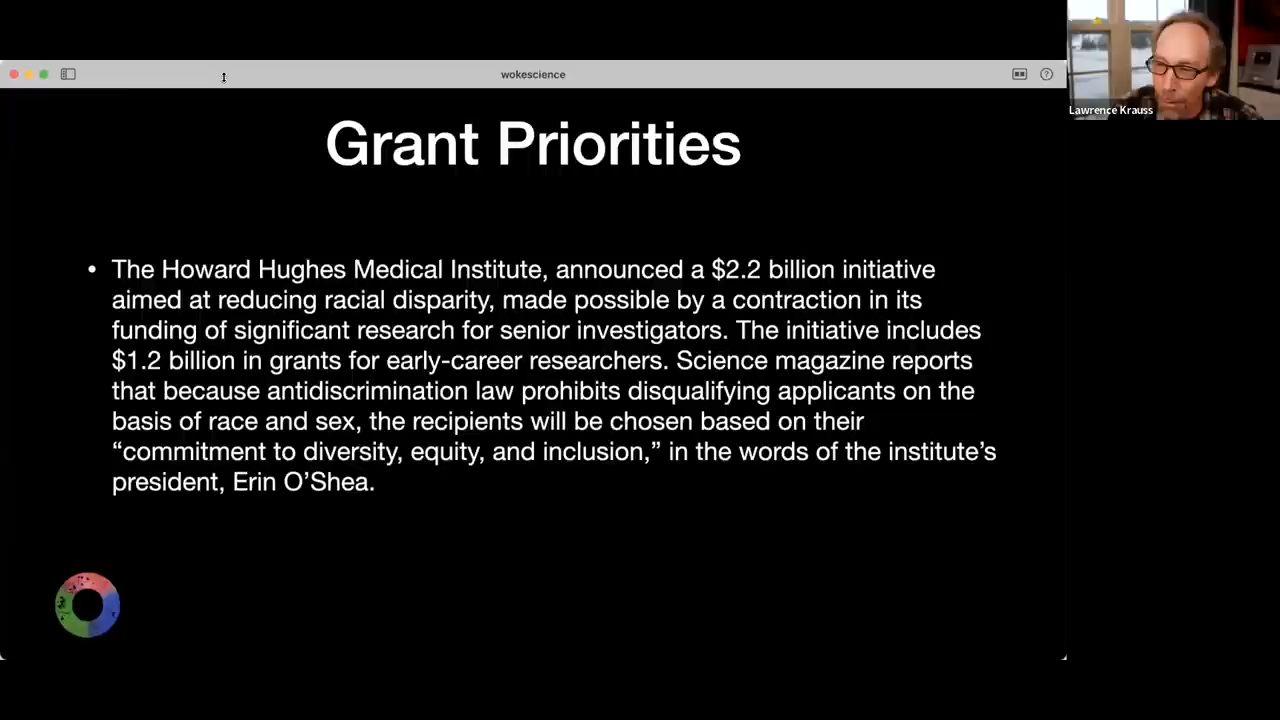 wokescience
Lawrence Krauss
Grant Priorities
• The Howard Hughes Medical Institute, announced a $2.2 billion initiative
aimed at reducing racial disparity, made possible by a contraction in its
funding of significant research for senior investigators. The initiative includes
$1.2 billion in grants for early-career researchers. Science magazine reports
that because antidiscrimination law prohibits disqualifying applicants on the
basis of race and sex, the recipients will be chosen based on their
“commitment to diversity, equity, and inclusion,” in the words of the institute’s
president, Erin O’Shea.